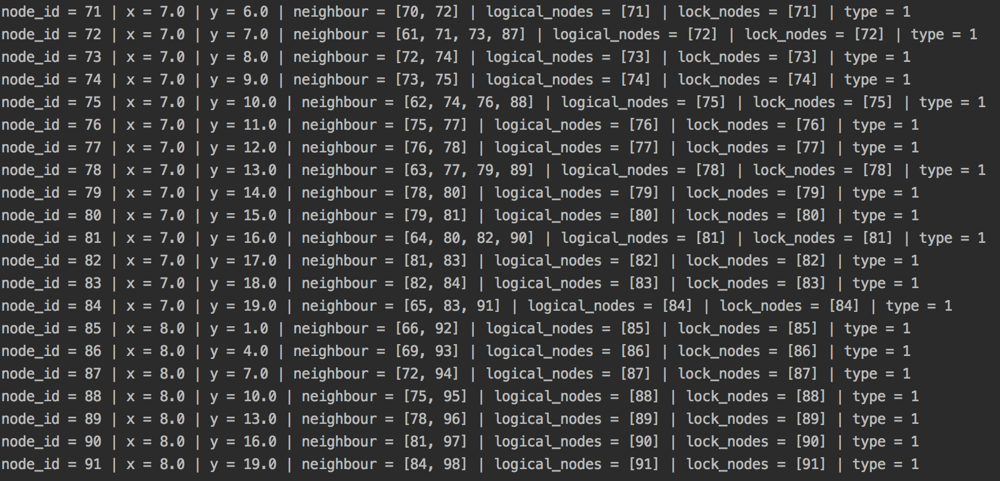 node_id = 71 | x = 7.0 | y = 6.0 | neighbour = [70, 72] | logical_nodes = [71] | lock_nodes = [71] | type = 1
node_id = 72 | x = 7.0 | y = 7.0 | neighbour = [61, 71, 73, 87] | logical_nodes = [72] | lock_nodes = [72] | type = 1
node_id = 73 | x = 7.0 | y = 8.0 | neighbour = [72, 74] | logical_nodes = [73] | lock_nodes = [73] | type = 1
node_id = 74 | x = 7.0 | y = 9.0 | neighbour = [73, 75] | logical_nodes = [74] | lock_nodes = [74] | type = 1
node_id = 75 | x = 7.0 | y = 10.0 | neighbour = [62, 74, 76, 88] | logical_nodes = [75] | lock_nodes = [75] | type = 1
node_id = 76 | x = 7.0 | y = 11.0 | neighbour = [75, 77] | logical_nodes = [76] | lock_nodes = [76] | type = 1
node_id = 77 | x = 7.0 | y = 12.0 | neighbour = [76, 78] | logical_nodes = [77] | lock_nodes = [77] | type = 1
node_id = 78 | x = 7.0 | y = 13.0 | neighbour = [63, 77, 79, 89] | logical_nodes = [78] | lock_nodes = [78] | type = 1
node_id = 79 | x = 7.0 | y = 14.0 | neighbour = [78, 80] | logical_nodes = [79] | lock_nodes = [79] | type = 1
node_id = 80 | x = 7.0 | y = 15.0 | neighbour = [79, 81] | logical_nodes = [80] | lock_nodes = [80] | type = 1
node_id = 81 | x = 7.0 | y = 16.0 | neighbour = [64, 80, 82, 90] | logical_nodes = [81] | lock_nodes = [81] | type = 1
node_id = 82 | x = 7.0 | y = 17.0 | neighbour = [81, 83] | logical_nodes = [82] | lock_nodes = [82] | type = 1
node_id = 83 | x = 7.0 | y = 18.0 | neighbour = [82, 84] | logical_nodes = [83] | lock_nodes = [83] | type = 1
node_id = 84 | x = 7.0 | y = 19.0 | neighbour = [65, 83, 91] | logical_nodes = [84] | lock_nodes = [84] | type = 1
node_id = 85 | x = 8.0 | y = 1.0 | neighbour = [66, 92] | logical_nodes = [85] | lock_nodes = [85] | type = 1
node_id = 86 | x = 8.0 | y = 4.0 | neighbour = [69, 93] | logical_nodes = [86] | lock_nodes = [86] | type = 1
node_id = 87 | x = 8.0 | y = 7.0 | neighbour = [72, 94] | logical_nodes = [87] | lock_nodes = [87] | type = 1
node_id = 88 | x = 8.0 | y = 10.0 | neighbour = [75, 95] | logical_nodes = [88] | lock_nodes = [88] | type = 1
node_id = 89 | x = 8.0 | y = 13.0 | neighbour = [78, 96] | logical_nodes = [89] | lock_nodes = [89] | type = 1
node_id = 90 | x = 8.0 | y = 16.0 | neighbour = [81, 97] | logical_nodes = [90] | lock_nodes = [90] | type = 1
node_id = 91 | x = 8.0 | y = 19.0 | neighbour = [84, 98] | logical_nodes = [91] | lock_nodes = [91] | type = 1